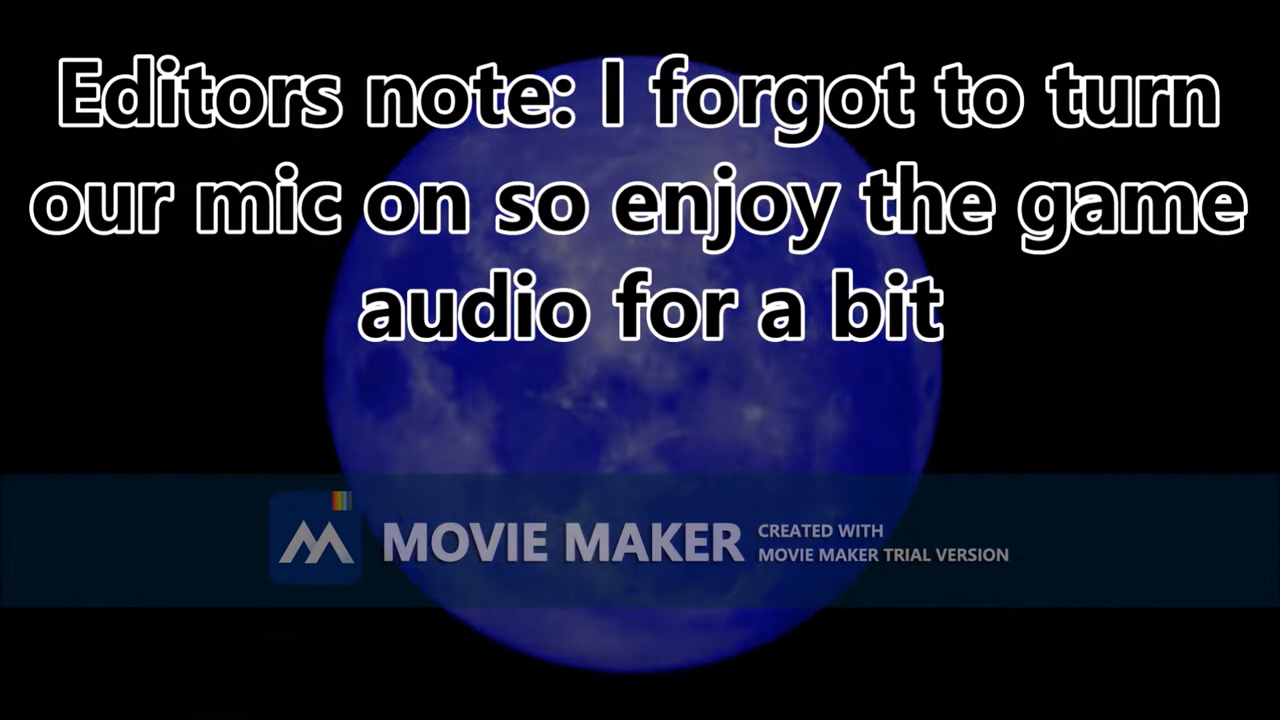 Editors note: I forgot to turn
our mic on so enjoy the game
audio for a bit
MOVIE MAKER
CREATED WITH
MOVIE MAKER TRIAL VERSION